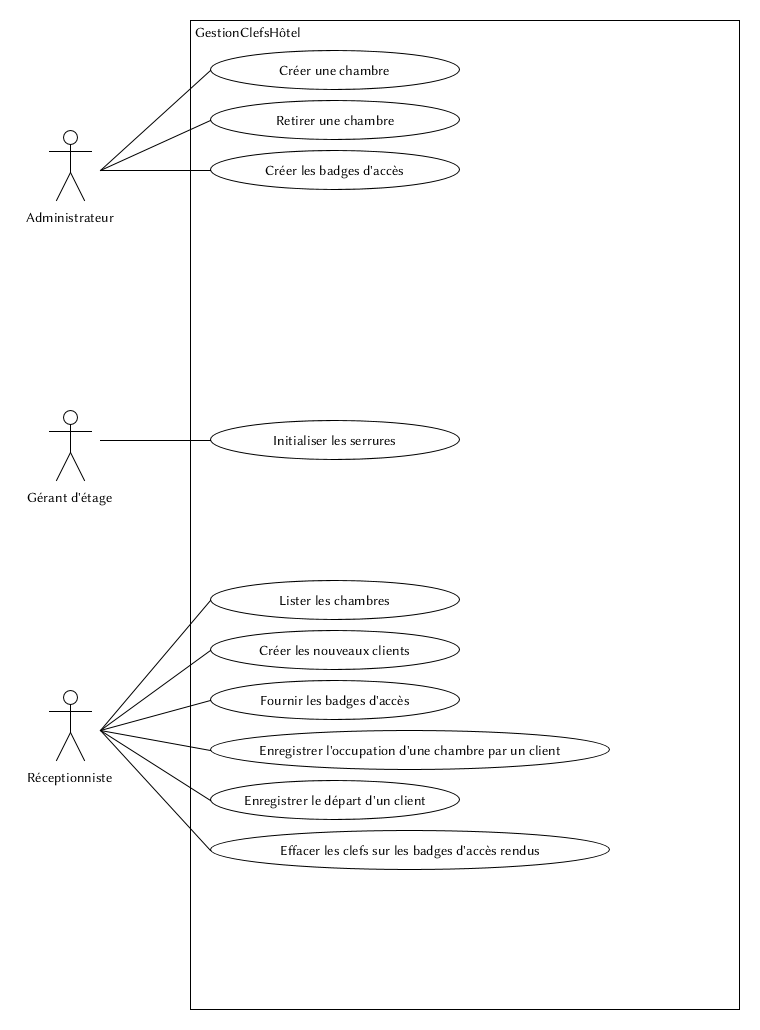 GestionClefsHôtel
Créer une chambre
Retirer une chambre
Créer les badges d'accès
Administrateur
Initialiser les serrures
Gérant d'étage
Lister les chambres
Créer les nouveaux clients
Fournir les badges d'accès
Enregistrer l'occupation d'une chambre par un client
Réceptionniste
Enregistrer le départ d'un client
Effacer les clefs sur les badges d'accès rendus